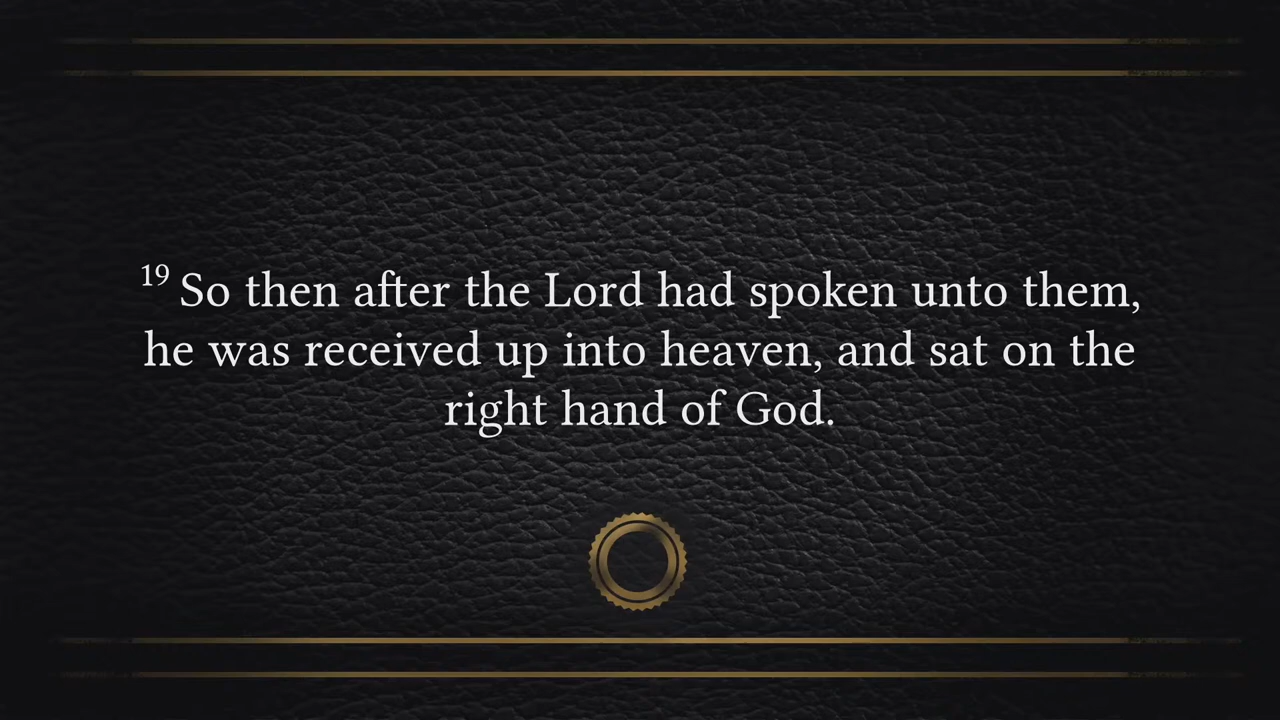 19 So then after the Lord had spoken unto them,
he was received up into heaven, and sat on the
right hand of God.